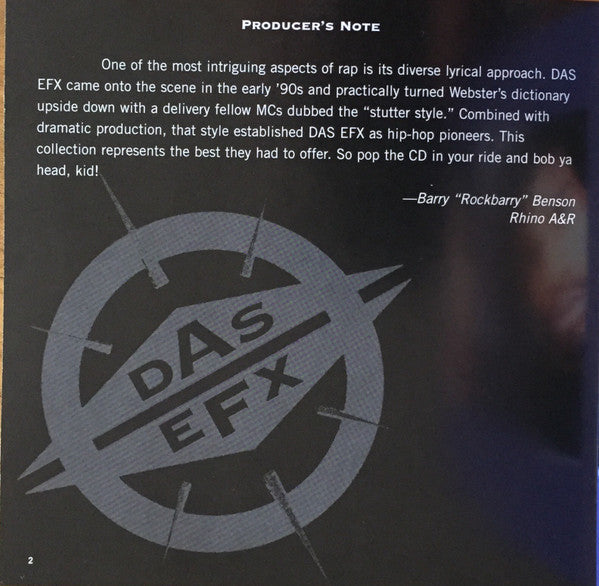 PRODUCER'S NOTE
One of the most intriguing aspects of rap is its diverse lyrical approach. DAS
EFX came onto the scene in the early '90s and practically turned Webster's dictionary
upside down with a delivery fellow MCs dubbed the “stutter style.” Combined with
dramatic production, that style established DAS EFX as hip-hop pioneers. This
collection represents the best they had to offer. So pop the CD in your ride and bob ya
head, kid!
—Barry “Rockbarry” Benson
Rhino A&R
DAS
EFX
2